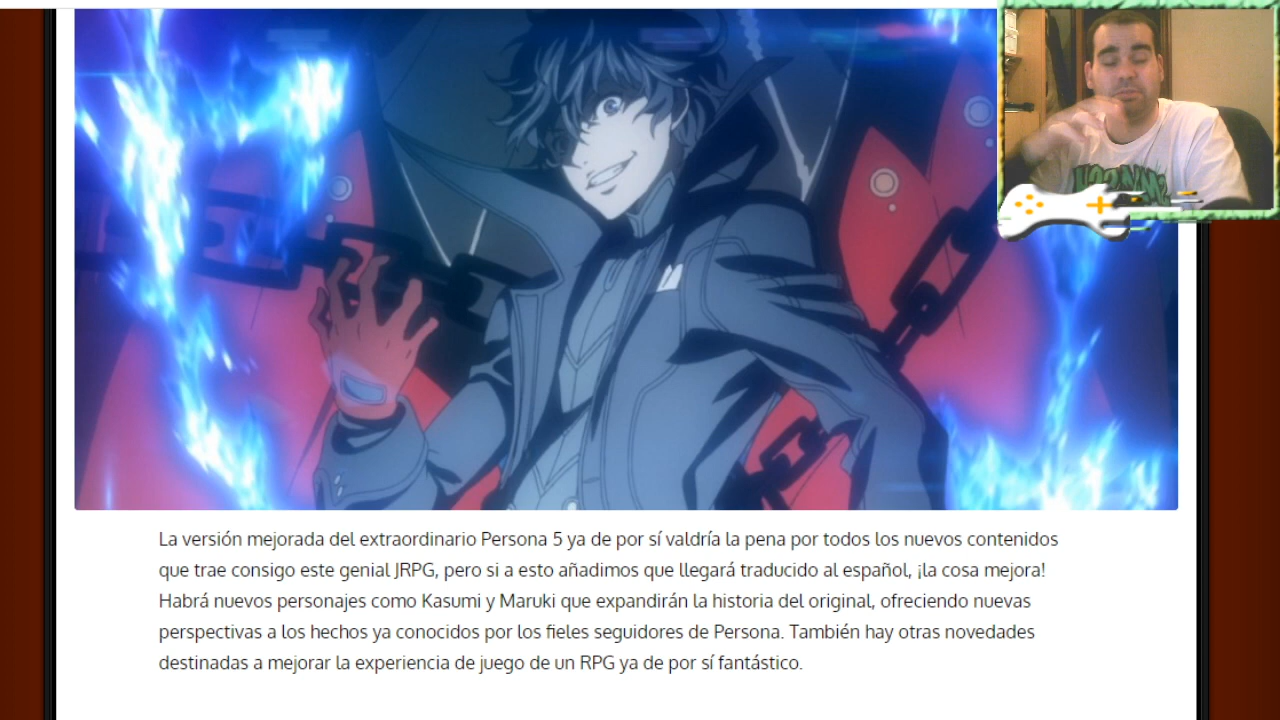 La versión mejorada del extraordinario Persona 5 ya de por sí valdría la pena por todos los nuevos contenidos
que trae consigo este genial JRPG, pero si a esto añadimos que llegará traducido al español, ¡la cosa mejora!
Habrá nuevos personajes como Kasumi y Maruki que expandirán la historia del original, ofreciendo nuevas
perspectivas a los hechos ya conocidos por los fieles seguidores de Persona. También hay otras novedades
destinadas a mejorar la experiencia de juego de un RPG ya de por sí fantástico.